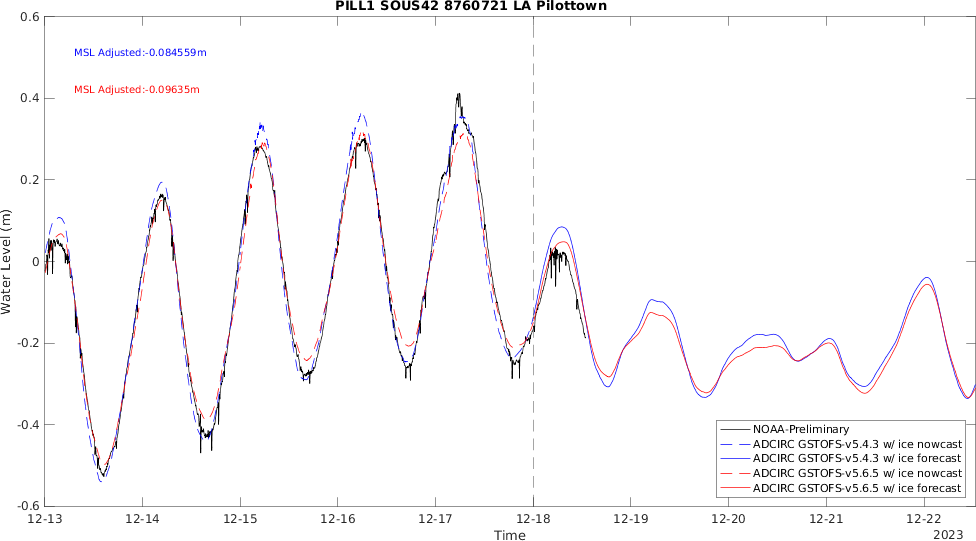 PILL1 SOUS42 8760721 LA Pilottown
0.6
MSL Adjusted:-0.084559m
MSL Adjusted:-0.09635m
0.4
0.2
0
-0.2
-0.4
-0.6
Water Level (m)
NOAA-Preliminary
ADCIRC GSTOFS-v5.4.3 w/ ice nowcast
ADCIRC GSTOFS-v5.4.3 w/ ice forecast
ADCIRC GSTOFS-v5.6.5 w/ ice nowcast
ADCIRC GSTOFS-v5.6.5 w/ ice forecast
12-13 12-14 12-15 12-16 12-17 12-18 12-19 12-20 12-21 12-22
Time
2023